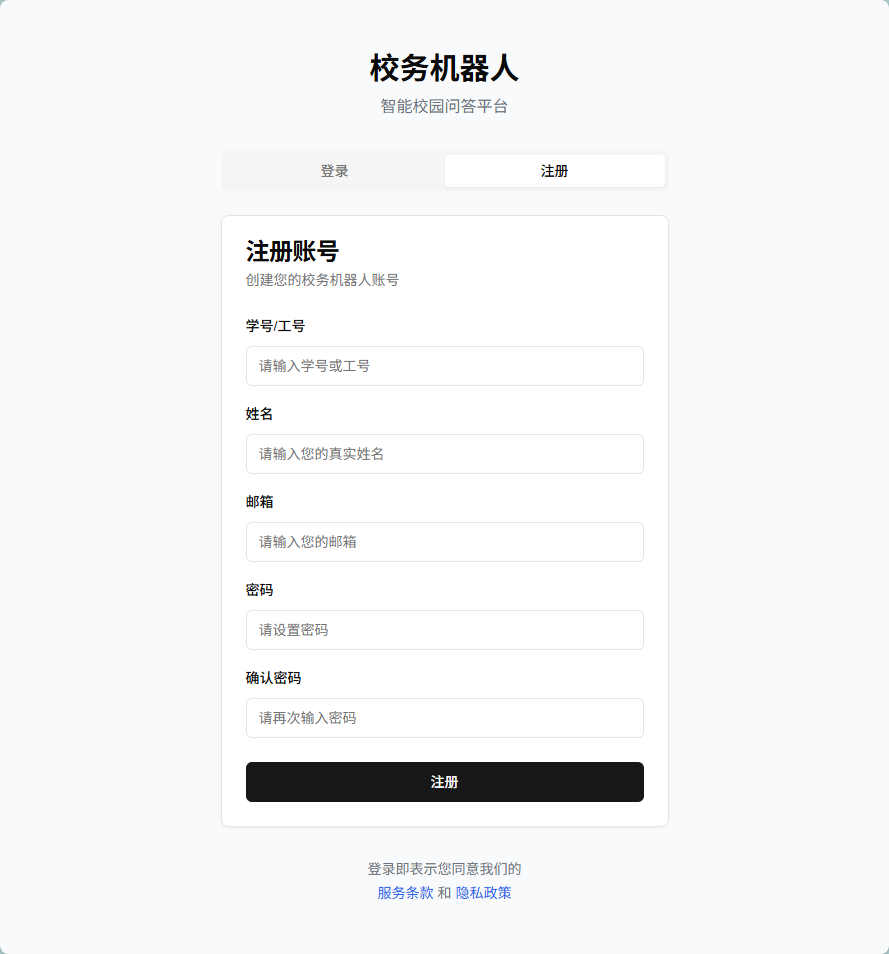 校务机器人
智能校园问答平台
登录
注册
注册账号
创建您的校务机器人账号
学号/工号
请输入学号或工号
姓名
请输入您的真实姓名
邮箱
请输入您的邮箱
密码
请设置密码
确认密码
请再次输入密码
注册
登录即表示您同意我们的
服务条款 和 隐私政策